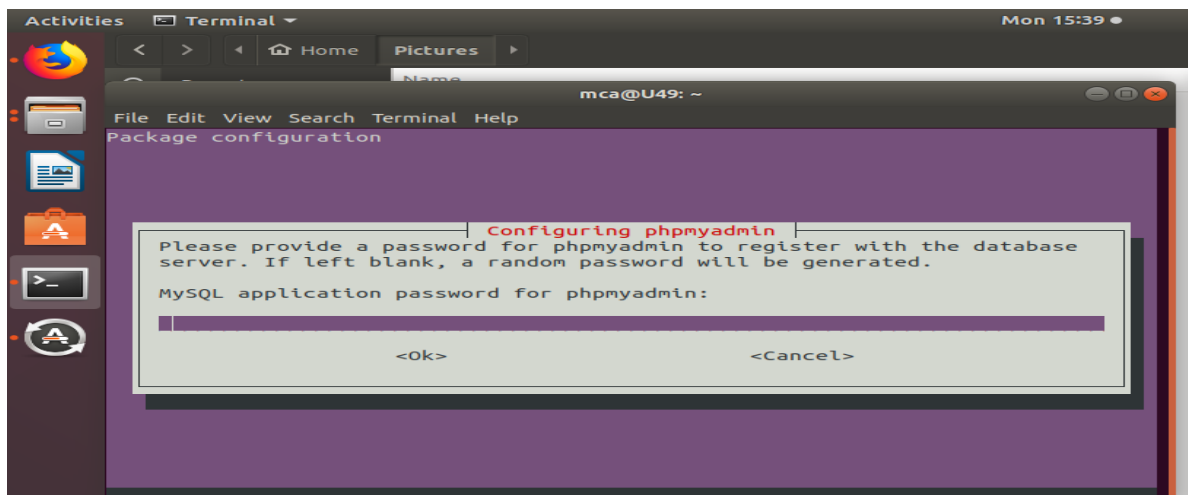 Activities Terminal Mon 15:39
Home Pictures
Name
mca@U49: ~
File Edit View Search Terminal Help
Package configuration
Configuring phpmyadmin
Please provide a password for phpmyadmin to register with the database
server. If left blank, a random password will be generated.
MySQL application password for phpmyadmin:
<Ok> <Cancel>